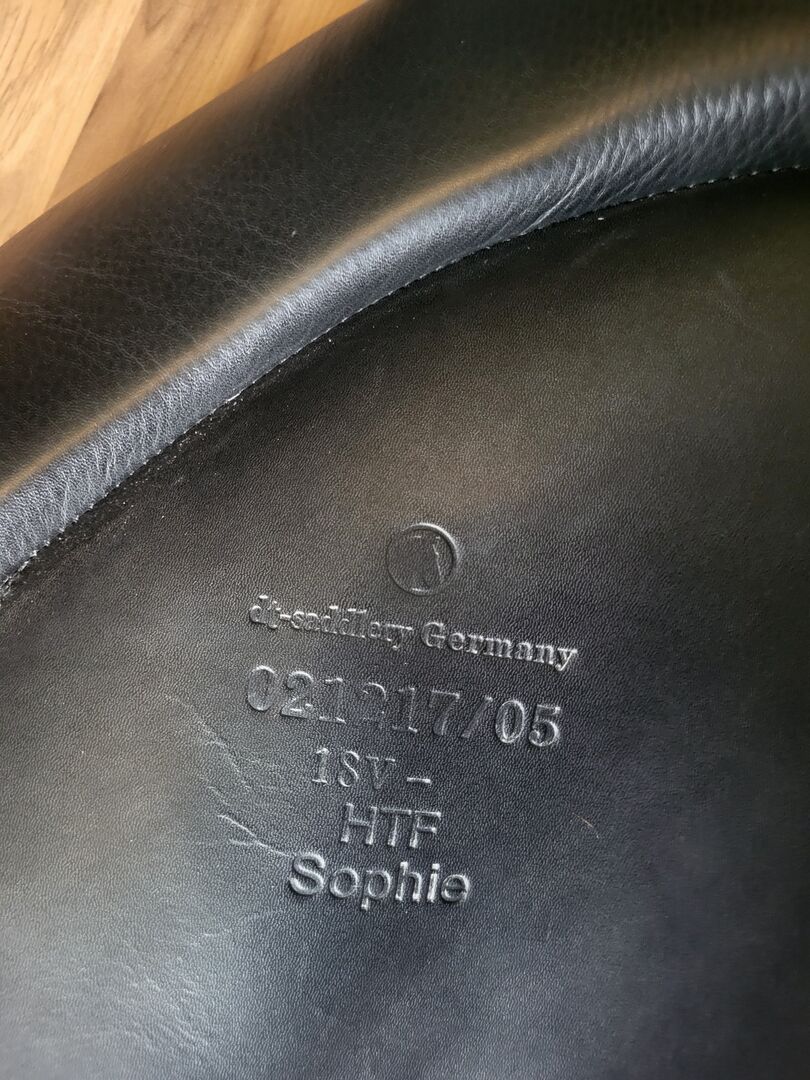 dt-saddlery Germany
021217/05
18V -
HTF
Sophie